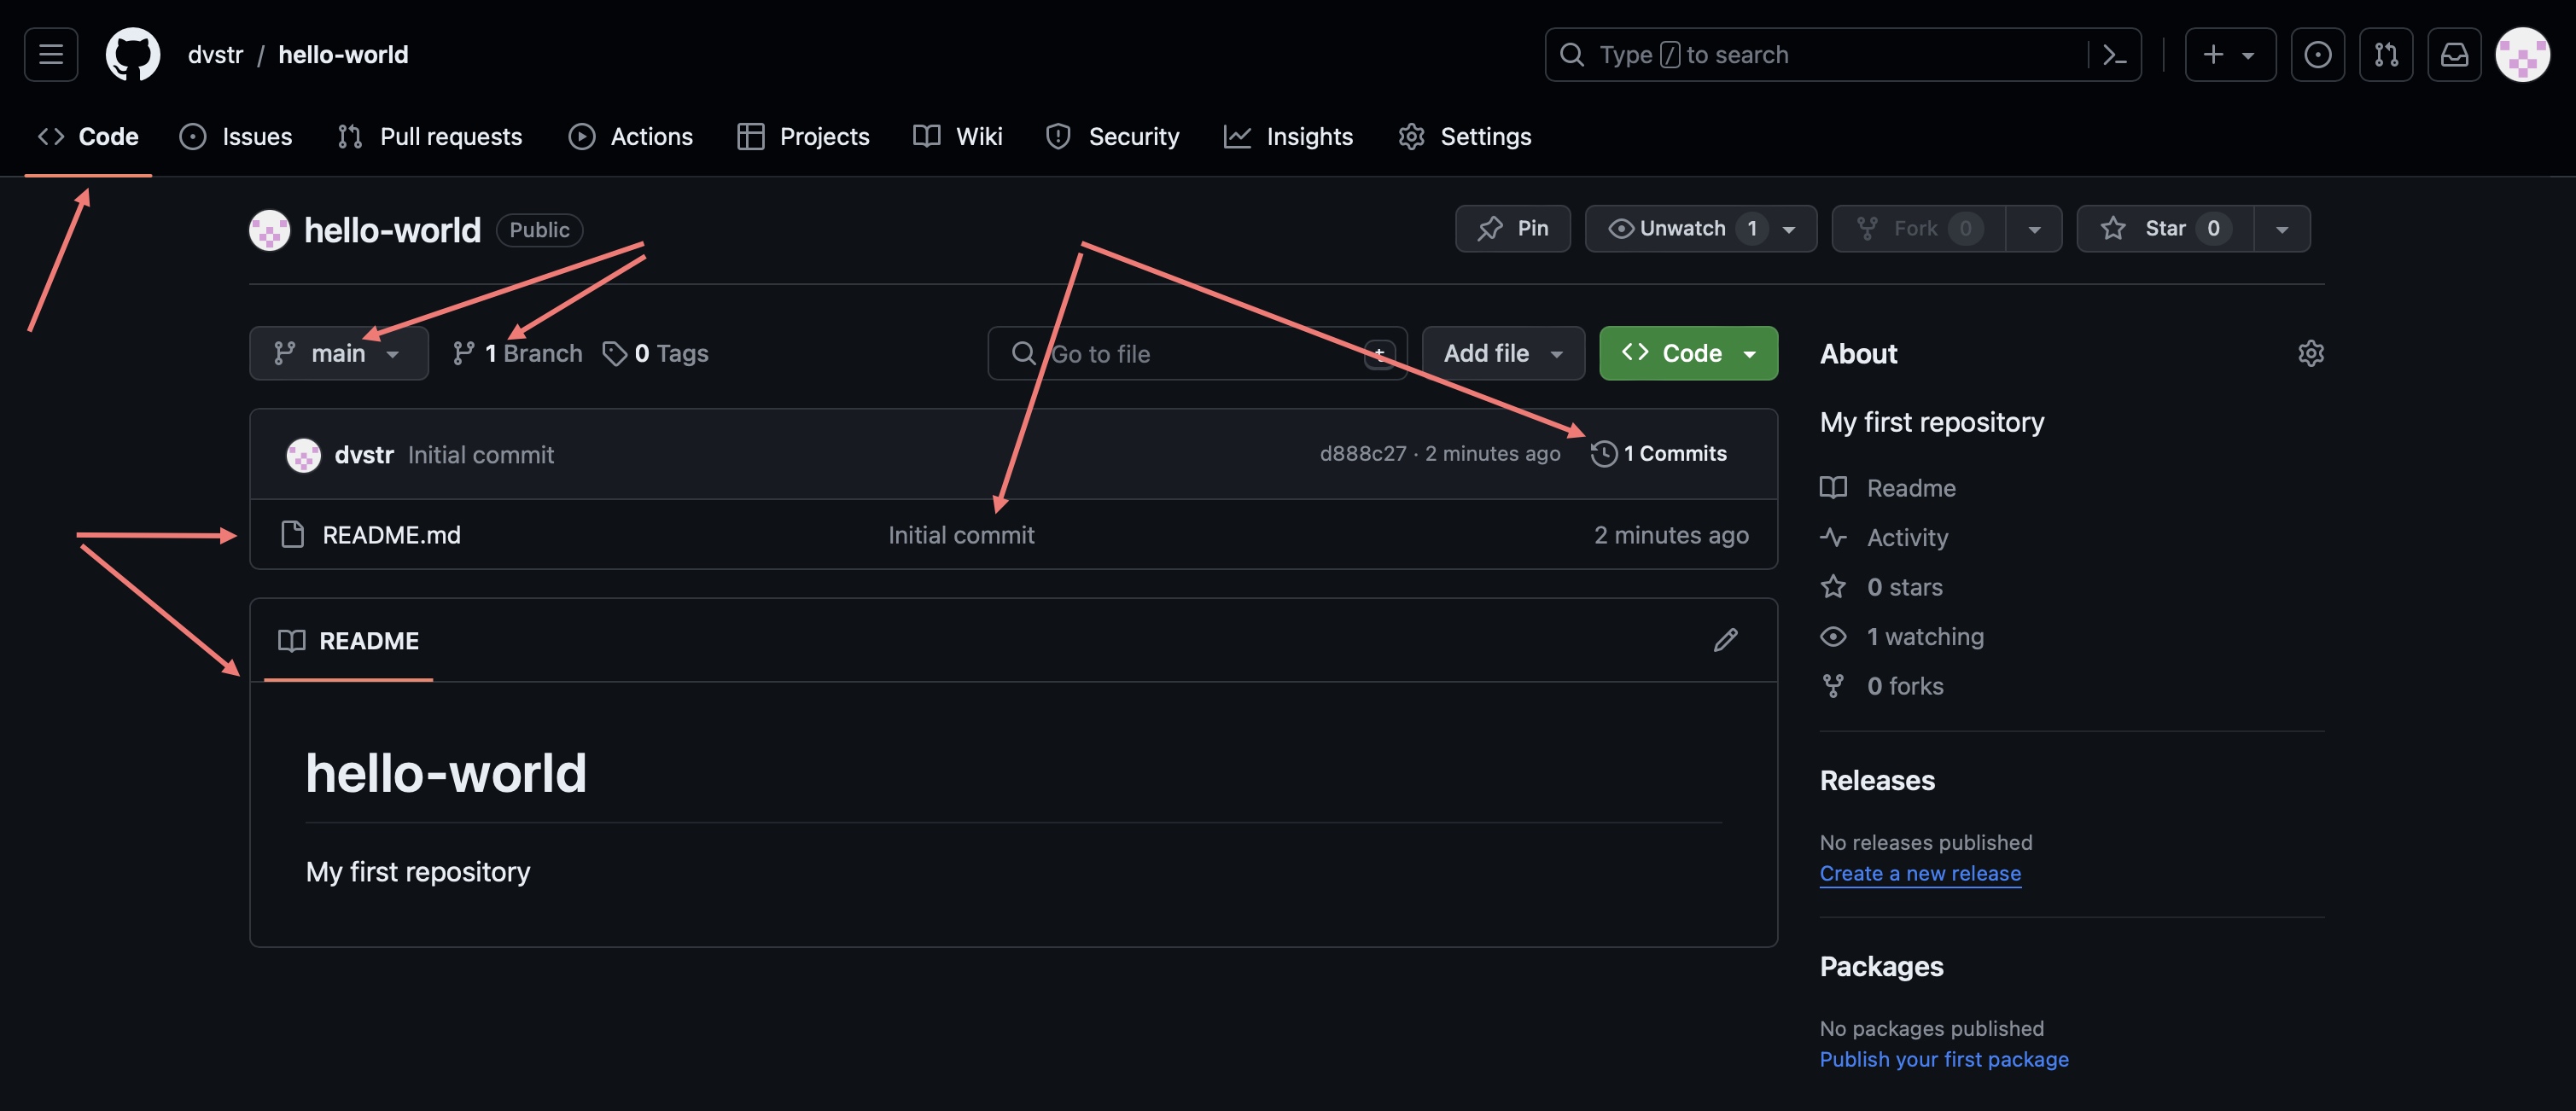 dvstr / hello-world
Type / to search
Code Issues Pull requests Actions Projects Wiki Security Insights Settings
hello-world Public
Pin Unwatch 1 Fork 0 Star 0
main 1 Branch 0 Tags Go to file t Add file Code
dvstr Initial commit d888c27 · 2 minutes ago 1 Commits
README.md Initial commit 2 minutes ago
README
hello-world
My first repository
About
My first repository
Readme
Activity
0 stars
1 watching
0 forks
Releases
No releases published
Create a new release
Packages
No packages published
Publish your first package